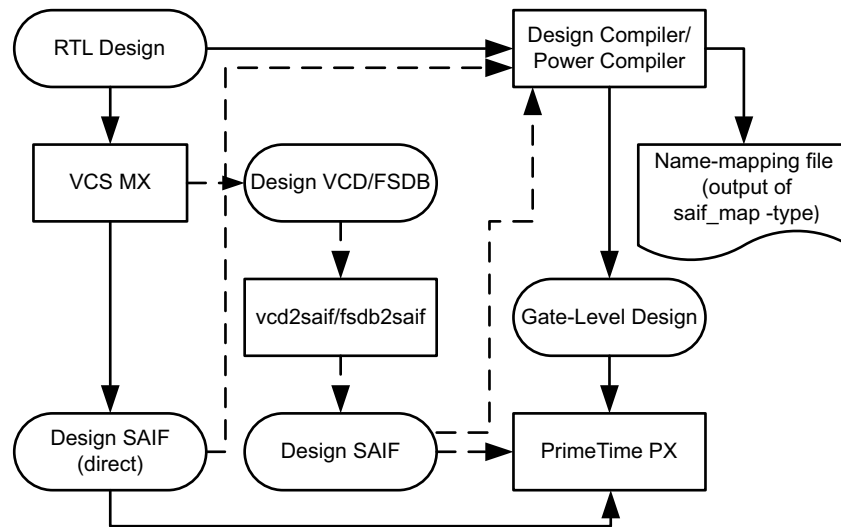 RTL Design
Design Compiler/
Power Compiler
VCS MX
Design VCD/FSDB
Name-mapping file
(output of
saif_map -type)
vcd2saif/fsdb2saif
Gate-Level Design
Design SAIF
(direct)
Design SAIF
PrimeTime PX